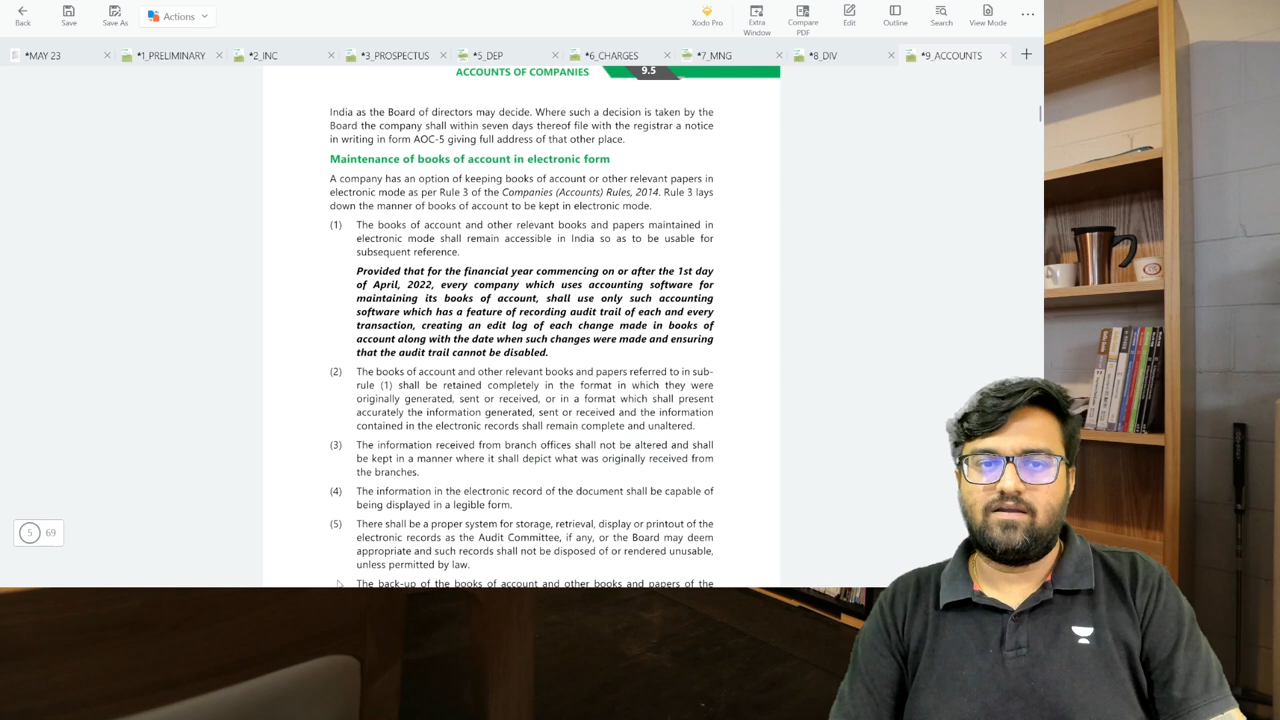 Back
Save
Save As
Actions
Xodo Pro
Extra Window
Compare PDF
Edit
Outline
Search
View Mode
*MAY 23
*1_PRELIMINARY
*2_INC
*3_PROSPECTUS
*5_DEP
*6_CHARGES
*7_MNG
*8_DIV
*9_ACCOUNTS
ACCOUNTS OF COMPANIES 9.5
India as the Board of directors may decide. Where such a decision is taken by the
Board the company shall within seven days thereof file with the registrar a notice
in writing in form AOC-5 giving full address of that other place.
Maintenance of books of account in electronic form
A company has an option of keeping books of account or other relevant papers in
electronic mode as per Rule 3 of the Companies (Accounts) Rules, 2014. Rule 3 lays
down the manner of books of account to be kept in electronic mode.
(1) The books of account and other relevant books and papers maintained in
electronic mode shall remain accessible in India so as to be usable for
subsequent reference.
Provided that for the financial year commencing on or after the 1st day
of April, 2022, every company which uses accounting software for
maintaining its books of account, shall use only such accounting
software which has a feature of recording audit trail of each and every
transaction, creating an edit log of each change made in books of
account along with the date when such changes were made and ensuring
that the audit trail cannot be disabled.
(2) The books of account and other relevant books and papers referred to in sub-
rule (1) shall be retained completely in the format in which they were
originally generated, sent or received, or in a format which shall present
accurately the information generated, sent or received and the information
contained in the electronic records shall remain complete and unaltered.
(3) The information received from branch offices shall not be altered and shall
be kept in a manner where it shall depict what was originally received from
the branches.
(4) The information in the electronic record of the document shall be capable of
being displayed in a legible form.
(5) There shall be a proper system for storage, retrieval, display or printout of the
electronic records as the Audit Committee, if any, or the Board may deem
appropriate and such records shall not be disposed of or rendered unusable,
unless permitted by law.
The back-up of the books of account and other books and papers of the
5 69